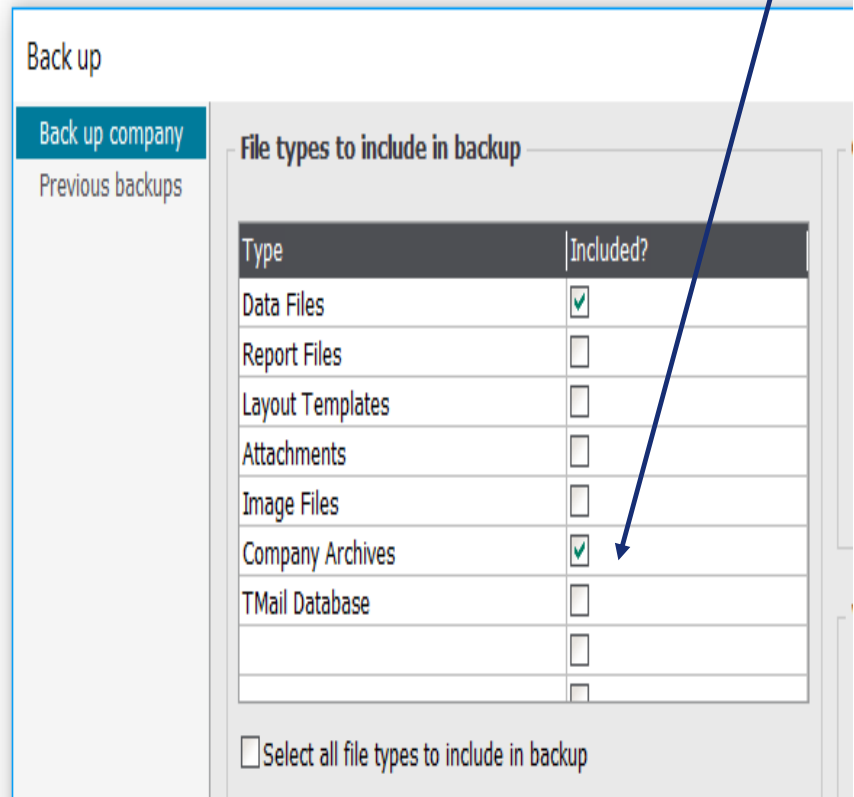 Back up
Back up company
Previous backups
File types to include in backup
Type Included?
Data Files
Report Files
Layout Templates
Attachments
Image Files
Company Archives
TMail Database
Select all file types to include in backup